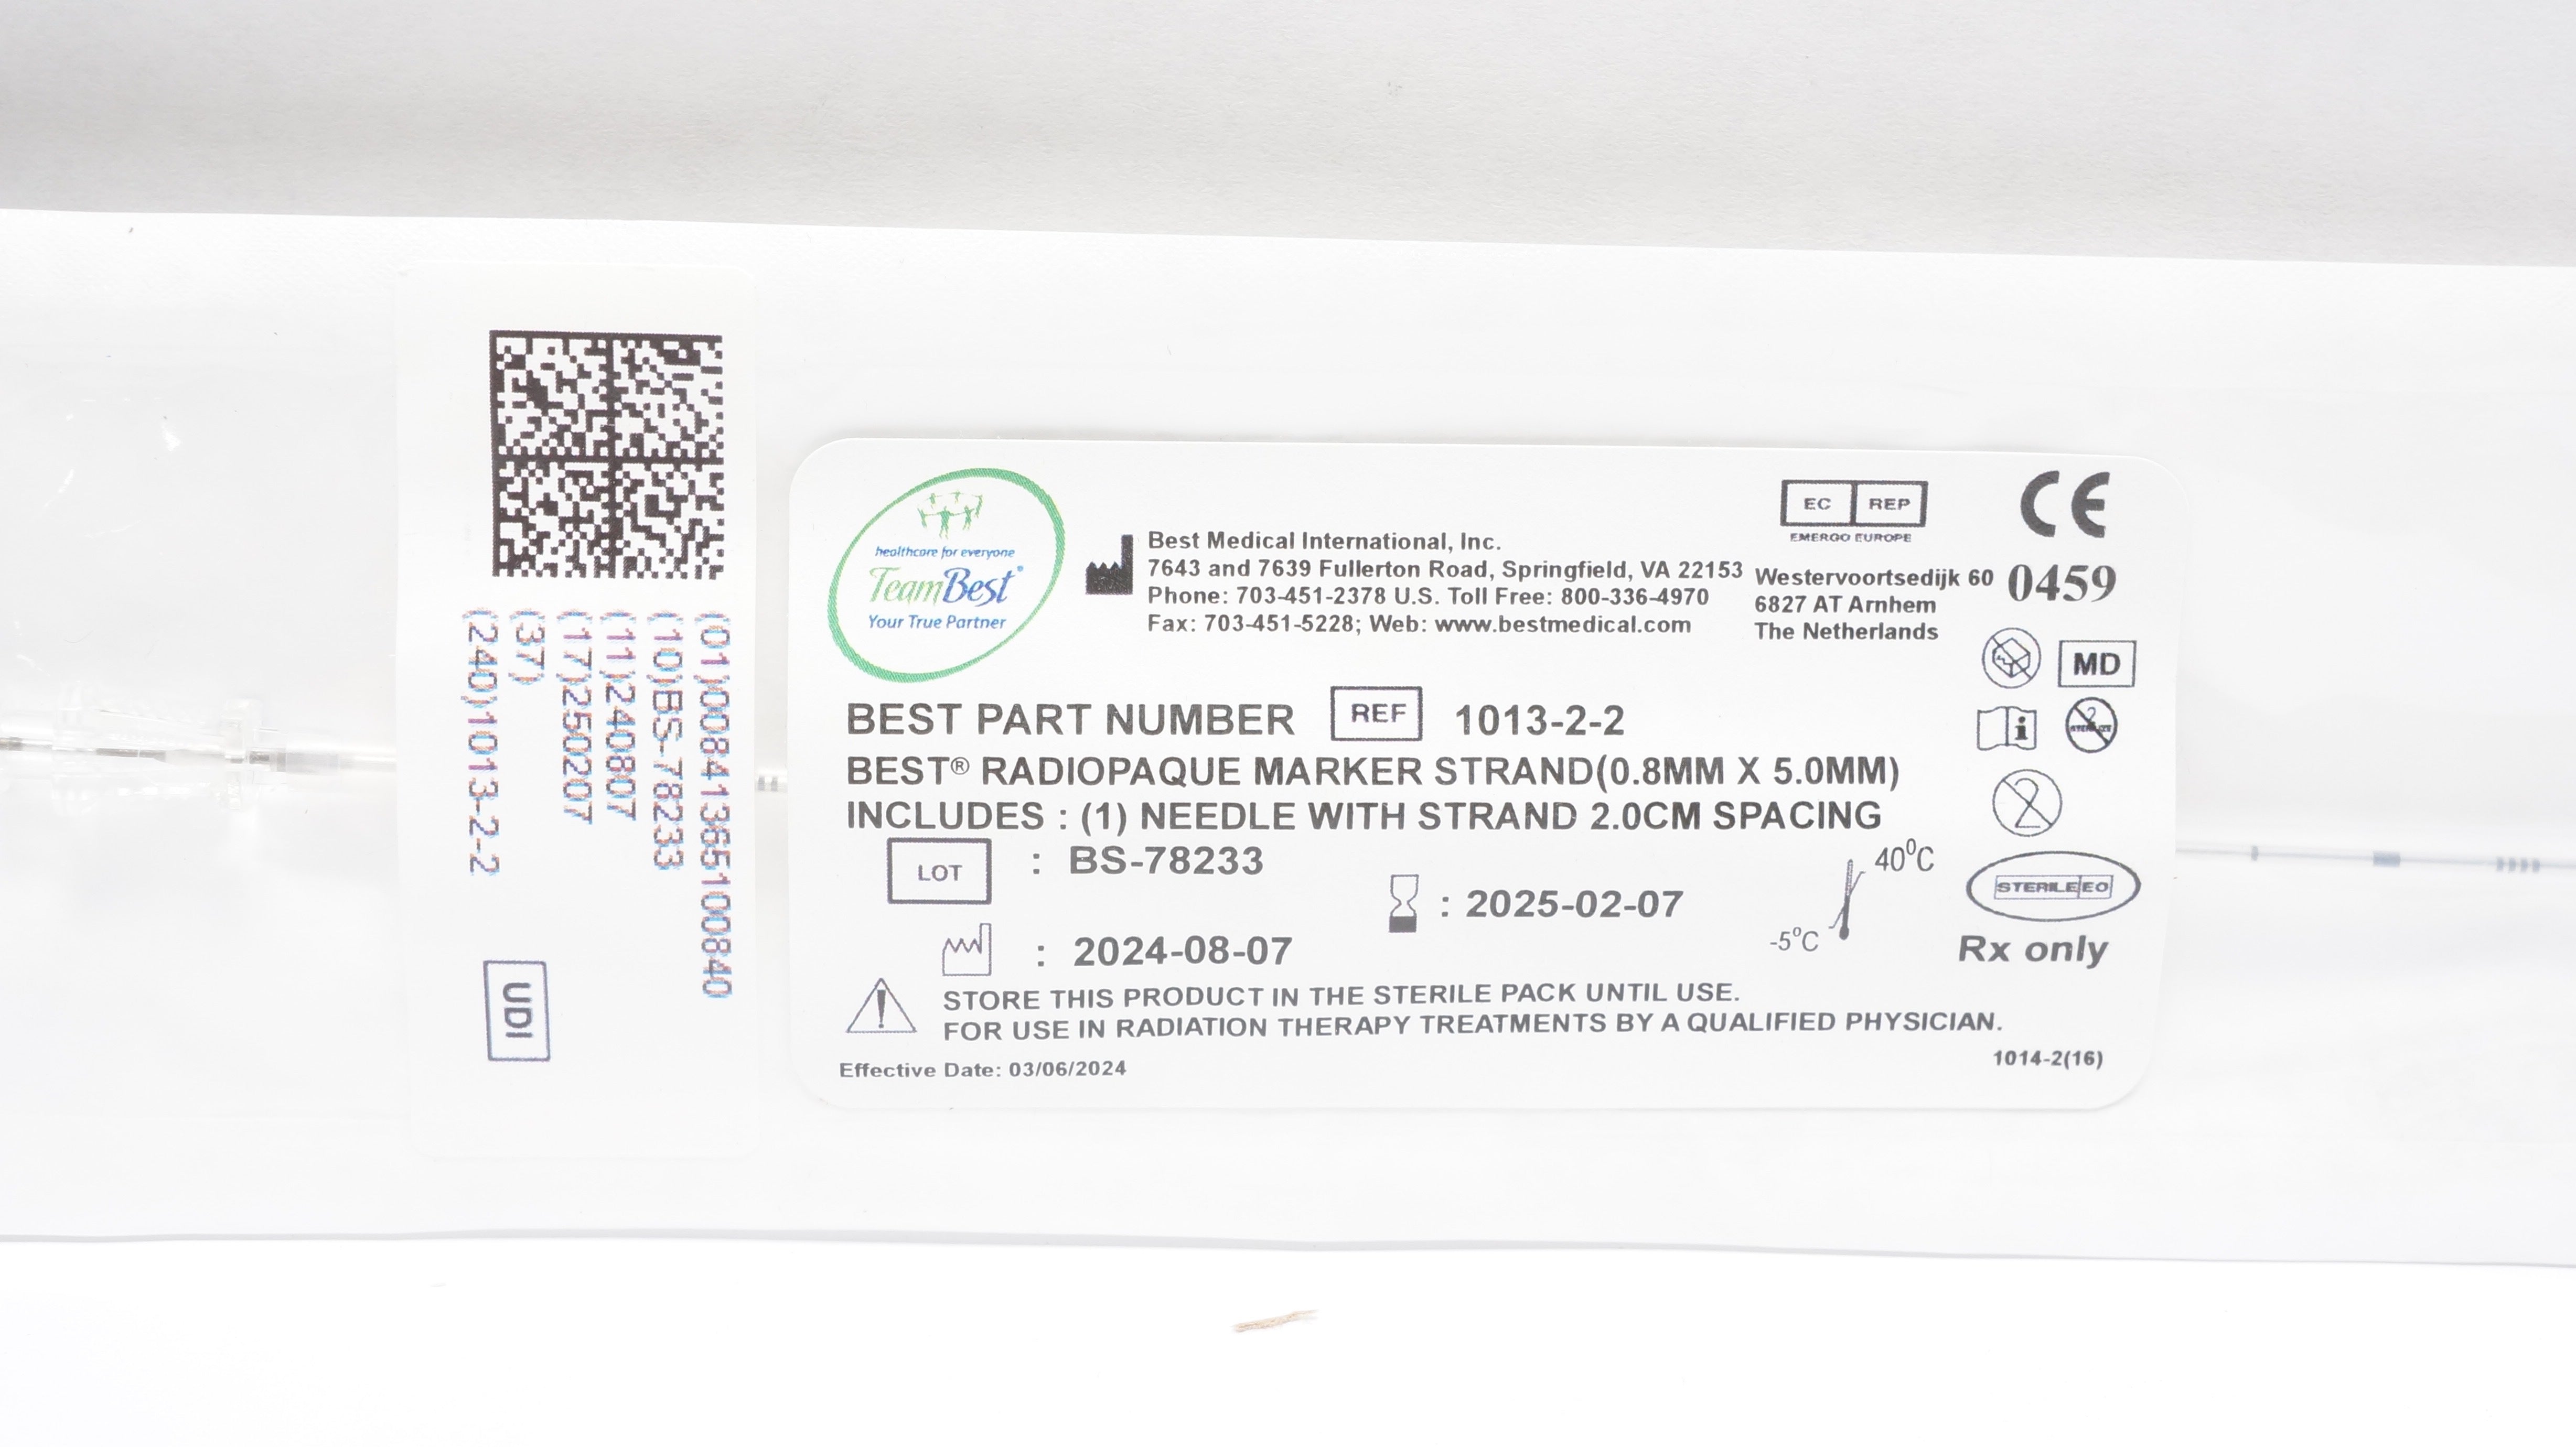 (01)00841365100840
(10)BS-78233
(11)240807
(17)250207
(37)
(240)1013-2-2
UDI
healthcare for everyone
TeamBest®
Your True Partner
Best Medical International, Inc.
7643 and 7639 Fullerton Road, Springfield, VA 22153
Phone: 703-451-2378 U.S. Toll Free: 800-336-4970
Fax: 703-451-5228; Web: www.bestmedical.com
EC REP
EMERGO EUROPE
Westervoortsedijk 60
6827 AT Arnhem
The Netherlands
CE
0459
MD
BEST PART NUMBER REF 1013-2-2
BEST® RADIOPAQUE MARKER STRAND(0.8MM X 5.0MM)
INCLUDES : (1) NEEDLE WITH STRAND 2.0CM SPACING
LOT : BS-78233
: 2025-02-07
: 2024-08-07
40⁰C
-5⁰C
2
STERILIZE
2
STERILE EO
Rx only
STORE THIS PRODUCT IN THE STERILE PACK UNTIL USE.
FOR USE IN RADIATION THERAPY TREATMENTS BY A QUALIFIED PHYSICIAN.
Effective Date: 03/06/2024
1014-2(16)